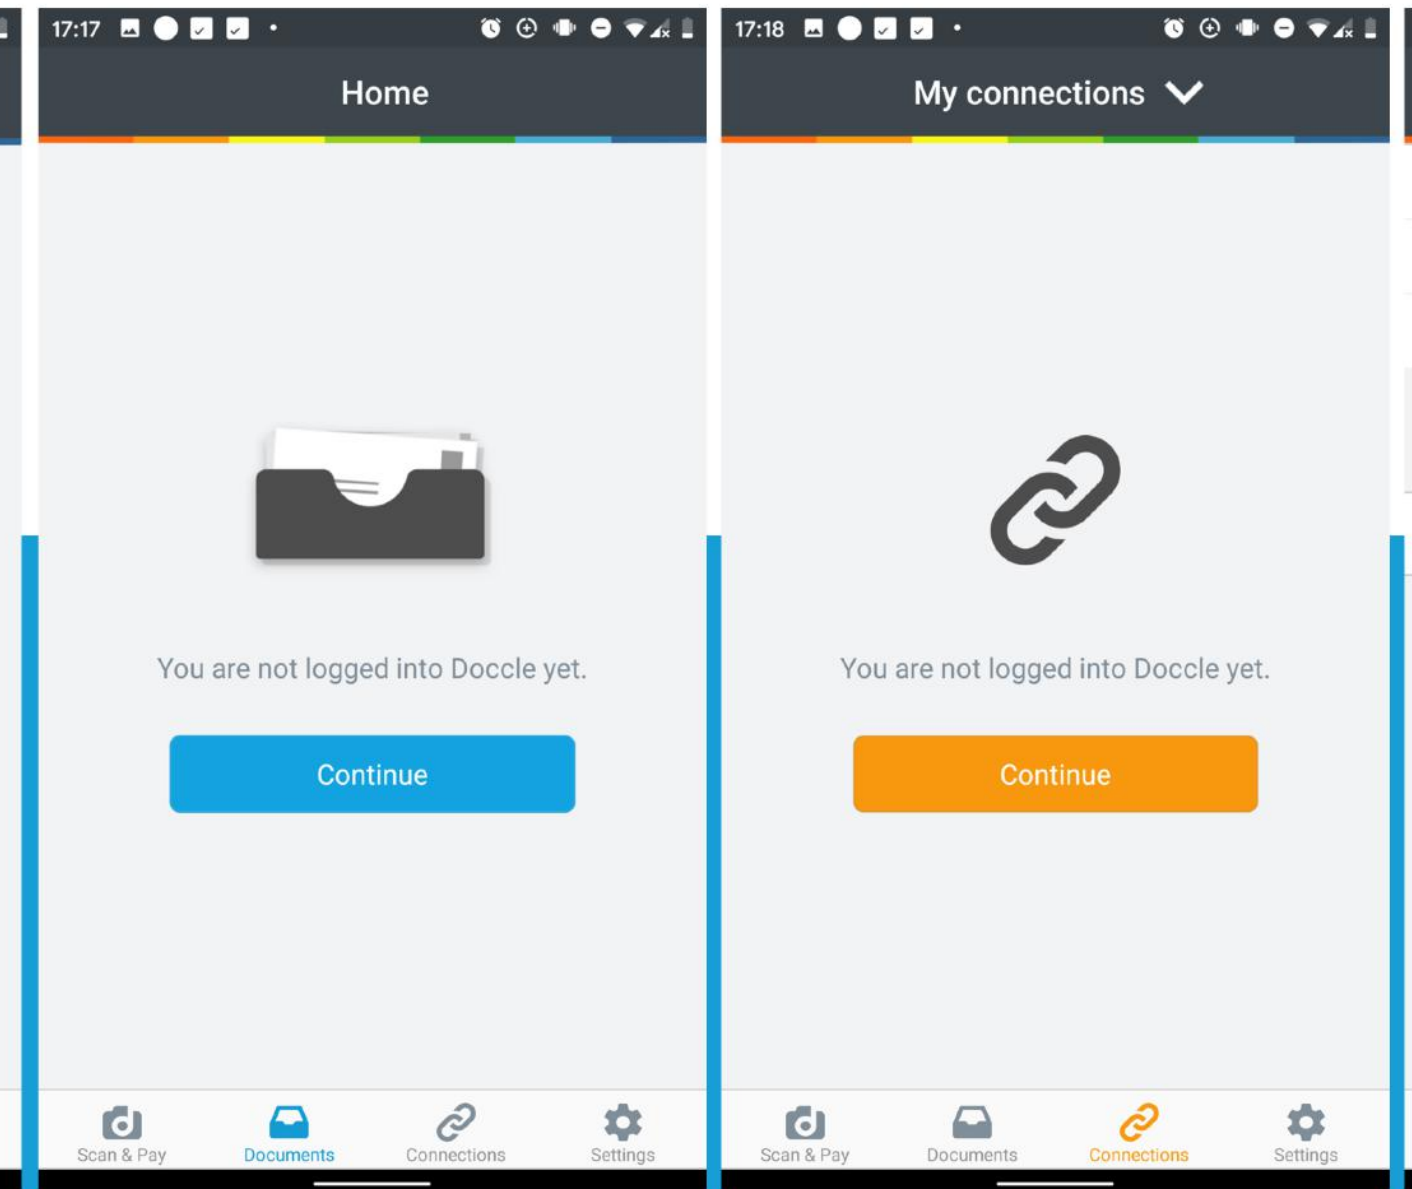 17:17
Home
You are not logged into Doccle yet.
Continue
Scan & Pay
Documents
Connections
Settings
17:18
My connections
You are not logged into Doccle yet.
Continue
Scan & Pay
Documents
Connections
Settings